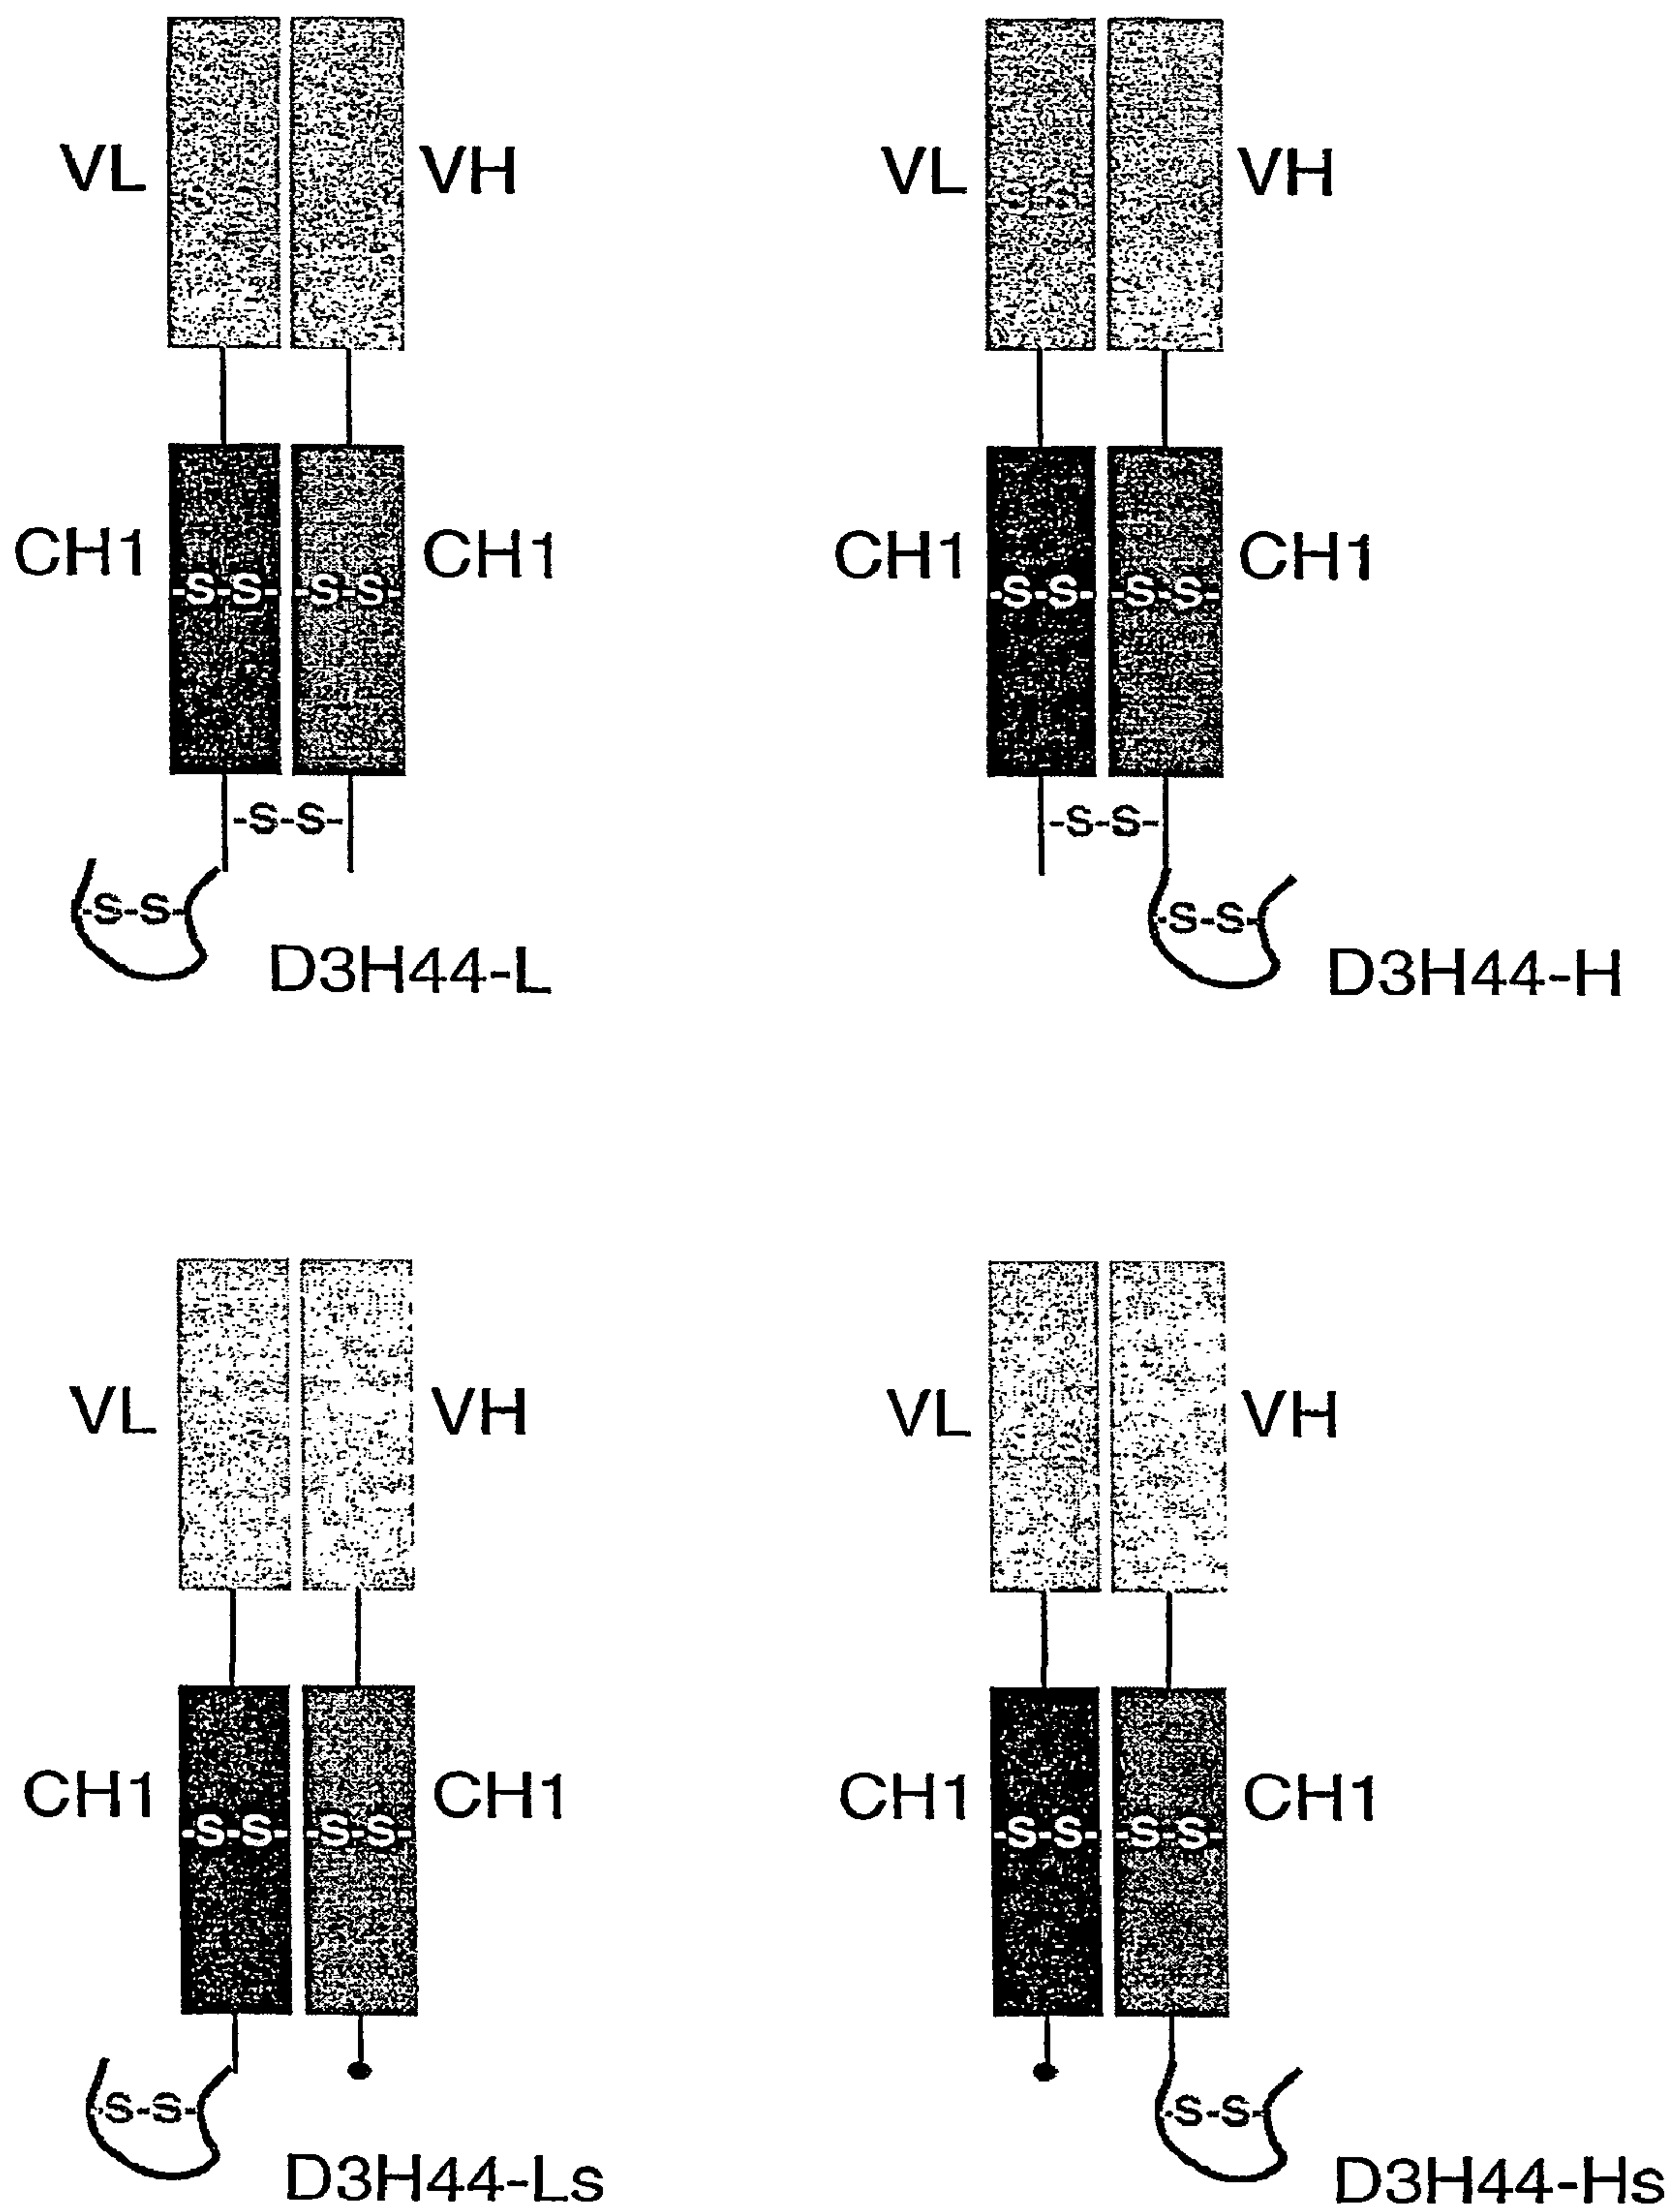 VL VH VL VH
CH1 CH1 CH1 CH1
-S-S- -S-S- -S-S- -S-S-
-S-S- -S-S-
-S-S- -S-S-
D3H44-L D3H44-H
VL VH VL VH
CH1 CH1 CH1 CH1
-S-S- -S-S- -S-S- -S-S-
-S-S- -S-S-
D3H44-Ls D3H44-Hs